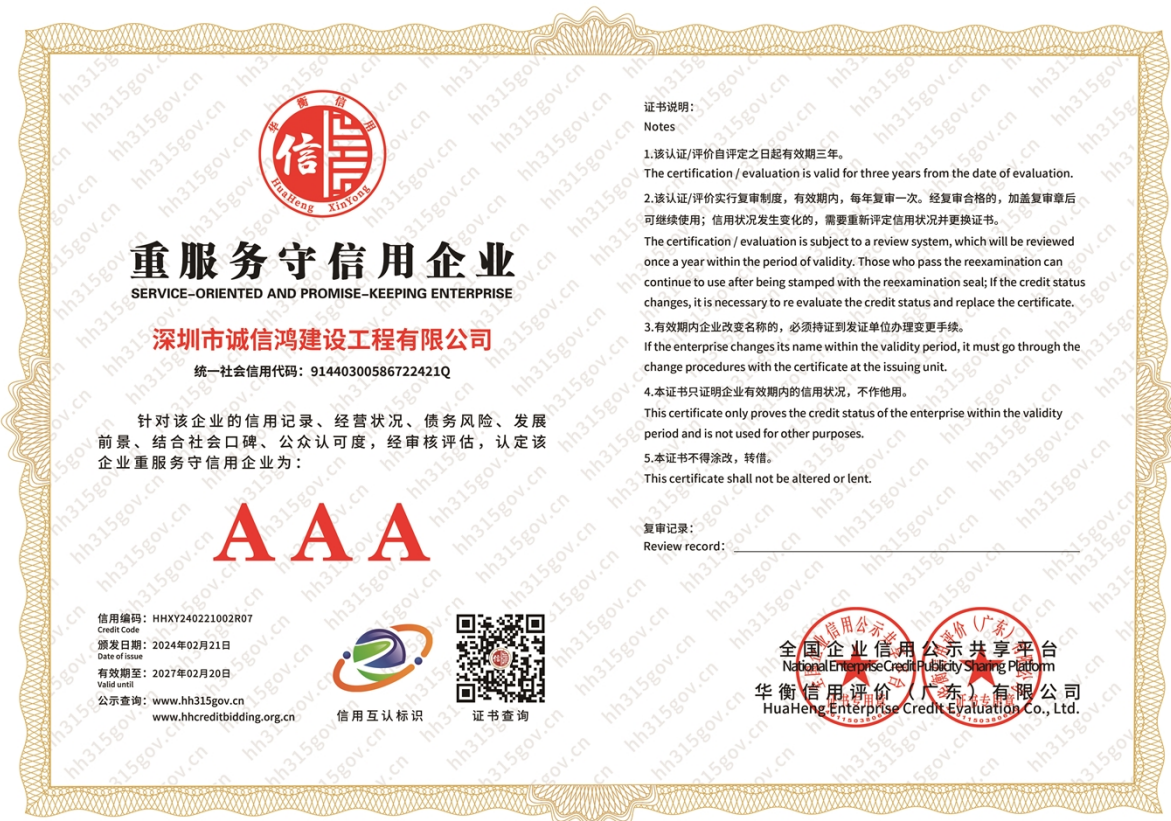 华衡信用
信
HuaHeng XinYong
重服务守信用企业
SERVICE-ORIENTED AND PROMISE-KEEPING ENTERPRISE
深圳市诚信鸿建设工程有限公司
统一社会信用代码：91440300586722421Q
针对该企业的信用记录、经营状况、债务风险、发展
前景、结合社会口碑、公众认可度，经审核评估，认定该
企业重服务守信用企业为：
AAA
信用编码：HHXY240221002R07
Credit Code
颁发日期：2024年02月21日
Date of issue
有效期至：2027年02月20日
Valid until
公示查询：www.hh315gov.cn
www.hhcreditbidding.org.cn
信用互认标识
证书查询
证书说明：
Notes
1.该认证/评价自评定之日起有效期三年。
The certification / evaluation is valid for three years from the date of evaluation.
2.该认证/评价实行复审制度，有效期内，每年复审一次。经复审合格的，加盖复审章后
可继续使用；信用状况发生变化的，需要重新评定信用状况并更换证书。
The certification / evaluation is subject to a review system, which will be reviewed
once a year within the period of validity. Those who pass the reexamination can
continue to use after being stamped with the reexamination seal; If the credit status
changes, it is necessary to re evaluate the credit status and replace the certificate.
3.有效期内企业改变名称的，必须持证到发证单位办理变更手续。
If the enterprise changes its name within the validity period, it must go through the
change procedures with the certificate at the issuing unit.
4.本证书只证明企业有效期内的信用状况，不作他用。
This certificate only proves the credit status of the enterprise within the validity
period and is not used for other purposes.
5.本证书不得涂改，转借。
This certificate shall not be altered or lent.
复审记录：
Review record：
全国企业信用公示共享平台
National Enterprise Credit Publicity Sharing Platform
华衡信用评价（广东）有限公司
HuaHeng Enterprise Credit Evaluation Co., Ltd.
hh315gov.cn